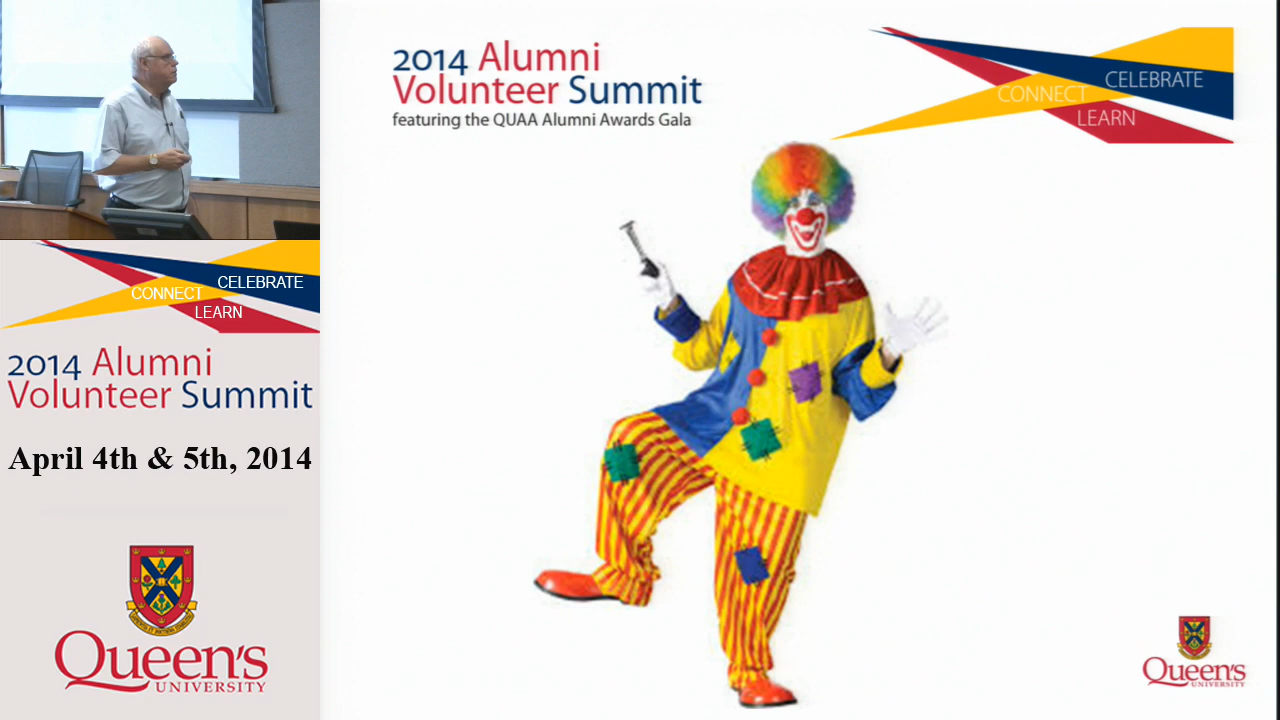 CELEBRATE
CONNECT
LEARN
2014 Alumni
Volunteer Summit
April 4th & 5th, 2014
Queen's
UNIVERSITY
2014 Alumni
Volunteer Summit
featuring the QUAA Alumni Awards Gala
CELEBRATE
CONNECT
LEARN
Queen's
UNIVERSITY